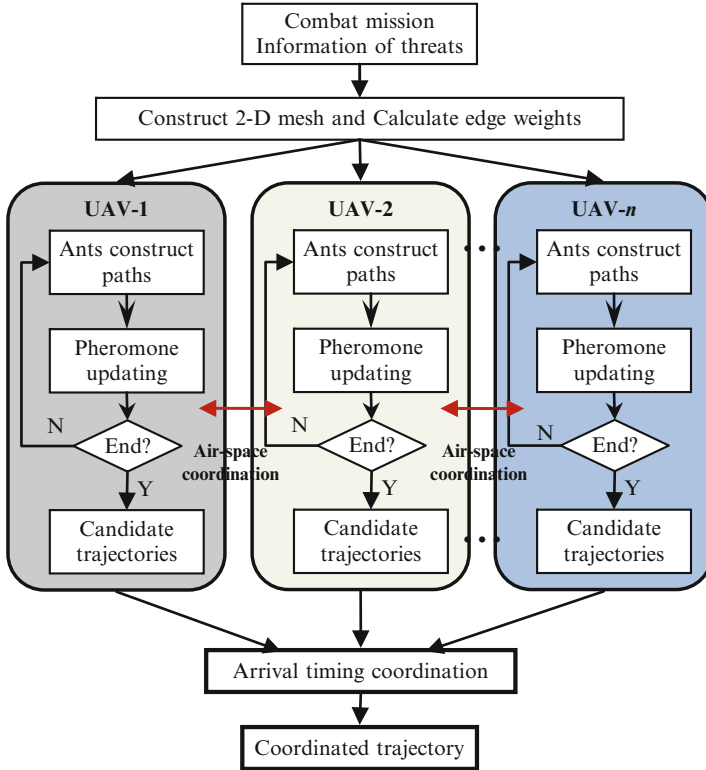 Combat mission
Information of threats
Construct 2-D mesh and Calculate edge weights
UAV-1
Ants construct
paths
Pheromone
updating
N
End?
Y
Candidate
trajectories
Air-space
coordination
UAV-2
Ants construct
paths
Pheromone
updating
N
End?
Y
Candidate
trajectories
Air-space
coordination
• • •
• • •
UAV-n
Ants construct
paths
Pheromone
updating
N
End?
Y
Candidate
trajectories
Arrival timing coordination
Coordinated trajectory